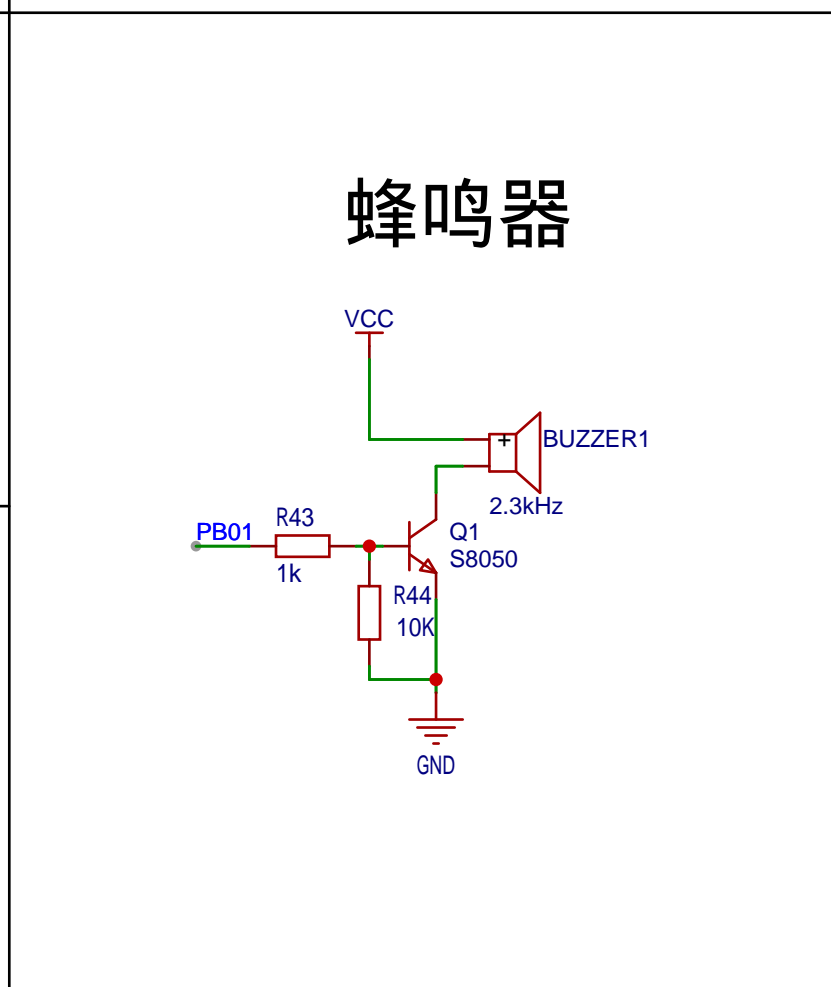 蜂鸣器
VCC
+
BUZZER1
2.3kHz
PB01
R43
1k
Q1
S8050
R44
10K
GND